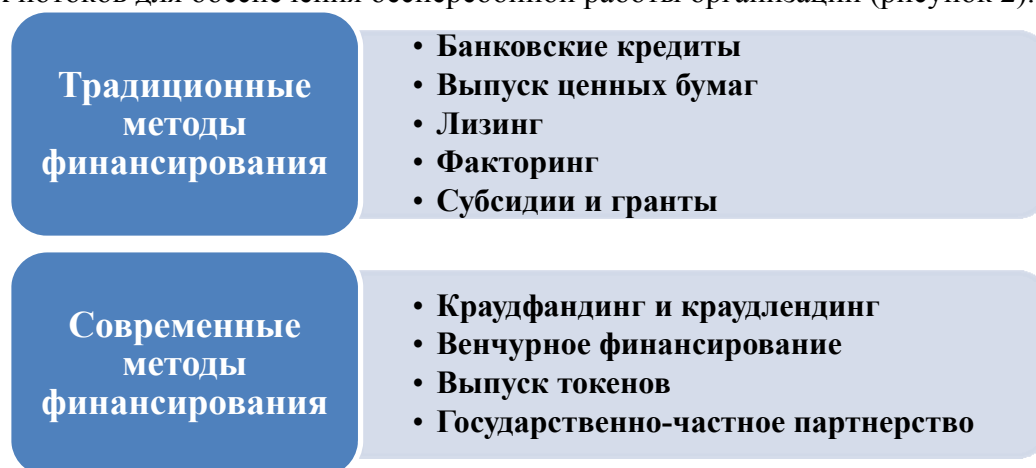 потоков для обеспечения бесперебойной работы организации (рисунок 2).
Традиционные
методы
финансирования
• Банковские кредиты
• Выпуск ценных бумаг
• Лизинг
• Факторинг
• Субсидии и гранты
Современные
методы
финансирования
• Краудфандинг и краудлендинг
• Венчурное финансирование
• Выпуск токенов
• Государственно-частное партнерство